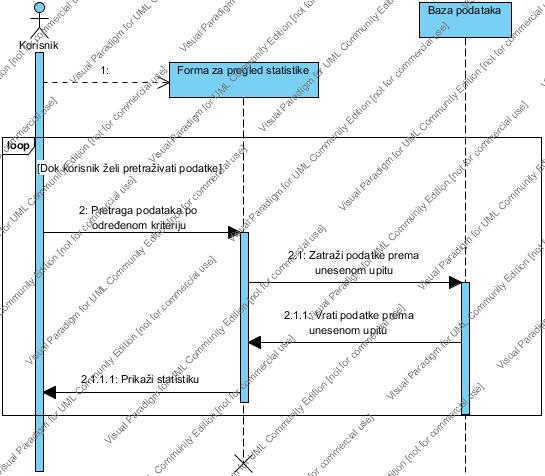 Baza podataka
Korisnik
1:
Forma za pregled statistike
loop
[Dok korisnik želi pretraživati podatke]
2: Pretraga podataka po
određenom kriteriju
2.1: Zatraži podatke prema
unesenom upitu
2.1.1: Vrati podatke prema
unesenom upitu
2.1.1.1: Prikaži statistiku
Visual Paradigm for UML Community Edition [not for commercial use]